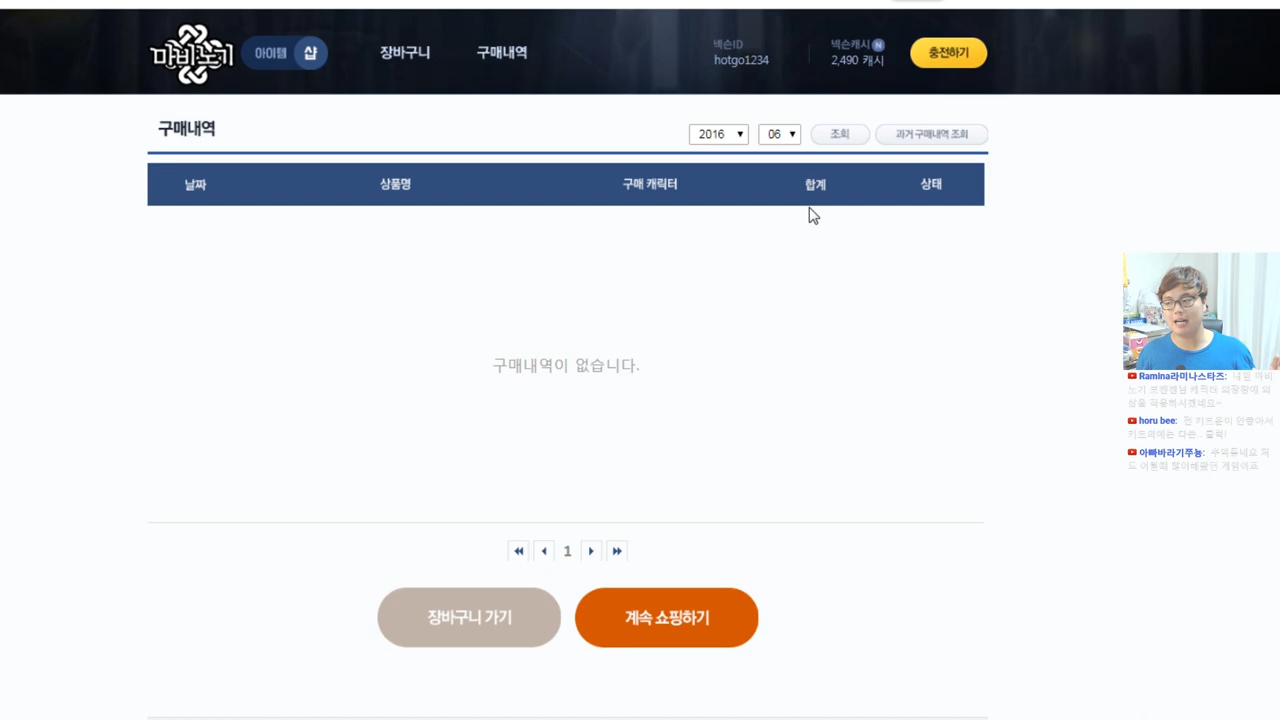 마비노기
아이템 샵
장바구니
구매내역
넥슨ID
hotgo1234
넥슨캐시 N
2,490 캐시
충전하기
구매내역
2016
06
조회
과거 구매내역 조회
날짜
상품명
구매 캐릭터
합계
상태
구매내역이 없습니다.
1
장바구니 가기
계속 쇼핑하기
Ramina라미나스타즈:
horu bee:
아빠바라기쭈뇽: